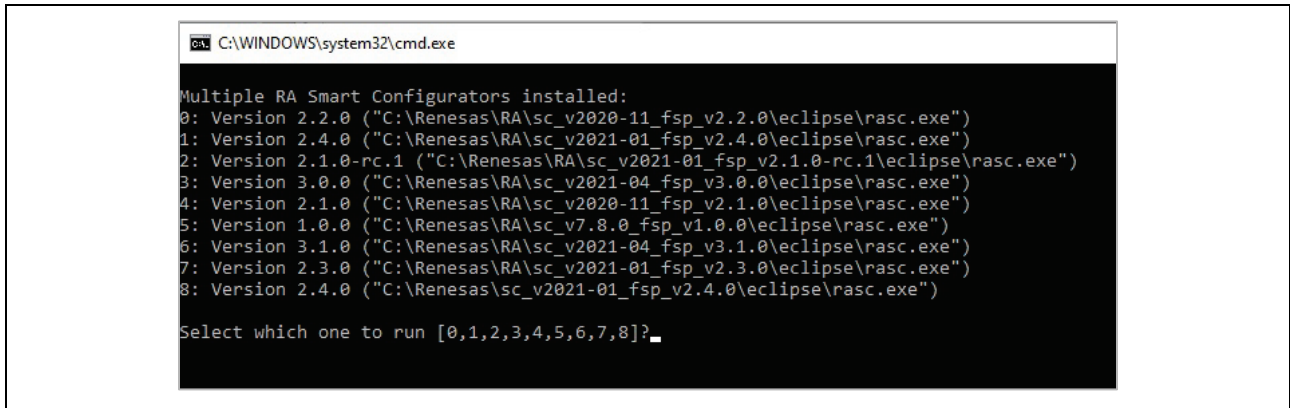 C:\WINDOWS\system32\cmd.exe
Multiple RA Smart Configurators installed:
0: Version 2.2.0 ("C:\Renesas\RA\sc_v2020-11_fsp_v2.2.0\eclipse\rasc.exe")
1: Version 2.4.0 ("C:\Renesas\RA\sc_v2021-01_fsp_v2.4.0\eclipse\rasc.exe")
2: Version 2.1.0-rc.1 ("C:\Renesas\RA\sc_v2021-01_fsp_v2.1.0-rc.1\eclipse\rasc.exe")
3: Version 3.0.0 ("C:\Renesas\RA\sc_v2021-04_fsp_v3.0.0\eclipse\rasc.exe")
4: Version 2.1.0 ("C:\Renesas\RA\sc_v2020-11_fsp_v2.1.0\eclipse\rasc.exe")
5: Version 1.0.0 ("C:\Renesas\RA\sc_v7.8.0_fsp_v1.0.0\eclipse\rasc.exe")
6: Version 3.1.0 ("C:\Renesas\RA\sc_v2021-04_fsp_v3.1.0\eclipse\rasc.exe")
7: Version 2.3.0 ("C:\Renesas\RA\sc_v2021-01_fsp_v2.3.0\eclipse\rasc.exe")
8: Version 2.4.0 ("C:\Renesas\sc_v2021-01_fsp_v2.4.0\eclipse\rasc.exe")
Select which one to run [0,1,2,3,4,5,6,7,8]?